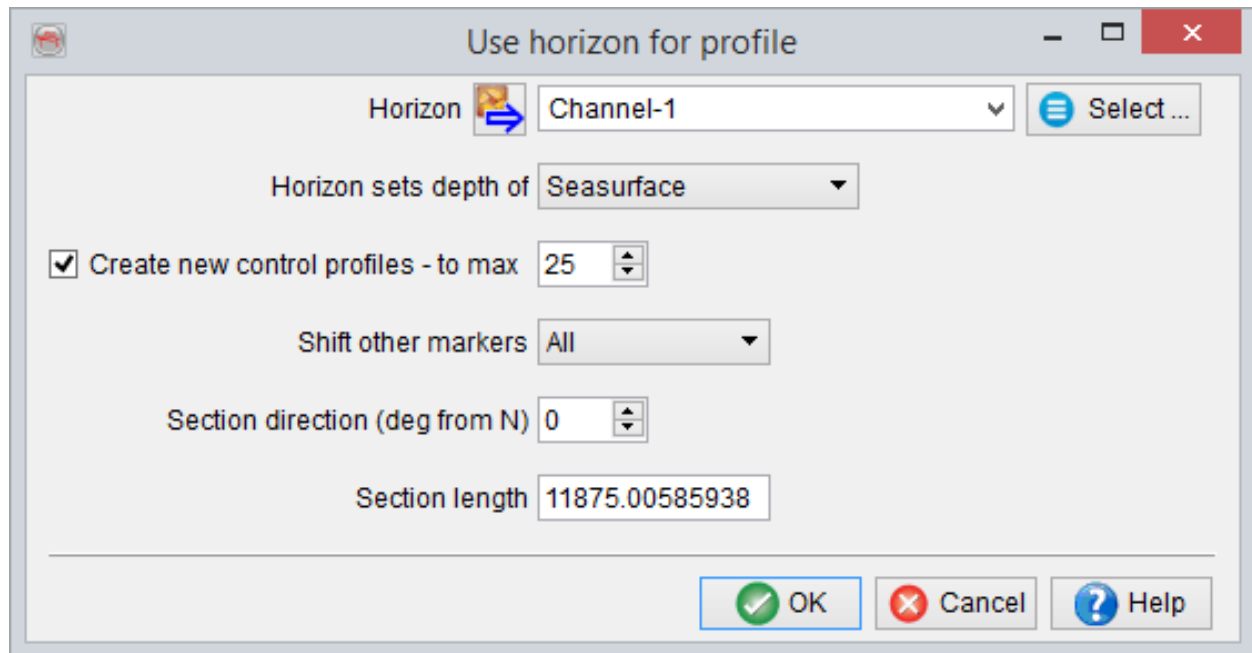 Use horizon for profile
Horizon Channel-1 Select ...
Horizon sets depth of Seasurface
Create new control profiles - to max 25
Shift other markers All
Section direction (deg from N) 0
Section length 11875.00585938
OK Cancel Help